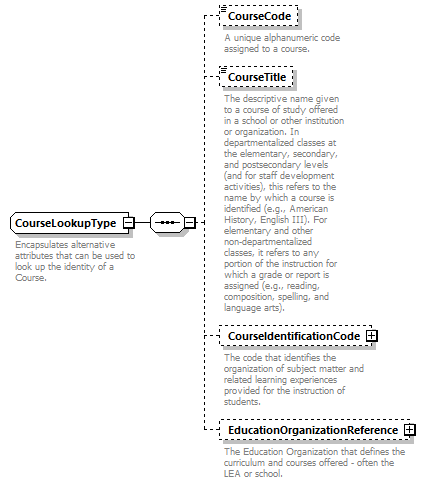 CourseCode
A unique alphanumeric code
assigned to a course.
CourseTitle
The descriptive name given
to a course of study offered
in a school or other institution
or organization. In
departmentalized classes at
the elementary, secondary,
and postsecondary levels
(and for staff development
activities), this refers to the
name by which a course is
identified (e.g., American
History, English III). For
elementary and other
non-departmentalized
classes, it refers to any
portion of the instruction for
which a grade or report is
assigned (e.g., reading,
composition, spelling, and
language arts).
CourseLookupType
Encapsulates alternative
attributes that can be used to
look up the identity of a
Course.
CourseIdentificationCode
The code that identifies the
organization of subject matter and
related learning experiences
provided for the instruction of
students.
EducationOrganizationReference
The Education Organization that defines the
curriculum and courses offered - often the
LEA or school.